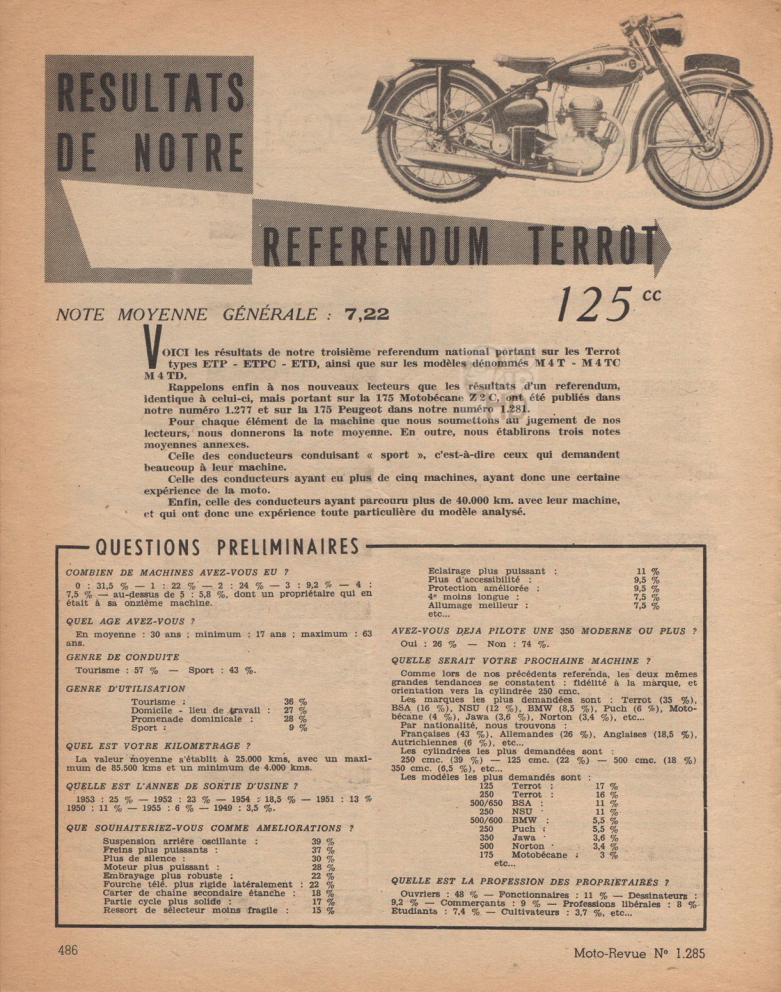 RESULTATS
DE NOTRE
REFERENDUM TERROT
125 cc
NOTE MOYENNE GÉNÉRALE : 7,22
VOICI les résultats de notre troisième referendum national portant sur les Terrot
types ETP - ETPC - ETD, ainsi que sur les modèles dénommés M4T - M4TC
M4TD.
Rappelons enfin à nos nouveaux lecteurs que les résultats d'un referendum,
identique à celui-ci, mais portant sur la 175 Motobécane Z2C, ont été publiés dans
notre numéro 1.277 et sur la 175 Peugeot dans notre numéro 1.281.
Pour chaque élément de la machine que nous soumettons au jugement de nos
lecteurs, nous donnerons la note moyenne. En outre, nous établirons trois notes
moyennes annexes.
Celle des conducteurs conduisant « sport », c'est-à-dire ceux qui demandent
beaucoup à leur machine.
Celle des conducteurs ayant eu plus de cinq machines, ayant donc une certaine
expérience de la moto.
Enfin, celle des conducteurs ayant parcouru plus de 40.000 km. avec leur machine,
et qui ont donc une expérience toute particulière du modèle analysé.
QUESTIONS PRELIMINAIRES
COMBIEN DE MACHINES AVEZ-VOUS EU ?
0 : 31,5 % — 1 : 22 % — 2 : 24 % — 3 : 9,2 % — 4 :
7,5 % — au-dessus de 5 : 5,8 %, dont un propriétaire qui en
était à sa onzième machine.
QUEL AGE AVEZ-VOUS ?
En moyenne : 30 ans ; minimum : 17 ans ; maximum : 63
ans.
GENRE DE CONDUITE
Tourisme : 57 % — Sport : 43 %.
GENRE D'UTILISATION
Tourisme : 36 %
Domicile - lieu de travail : 27 %
Promenade dominicale : 28 %
Sport : 9 %
QUEL EST VOTRE KILOMETRAGE ?
La valeur moyenne s'établit à 25.000 kms, avec un maxi-
mum de 85.500 kms et un minimum de 4.000 kms.
QUELLE EST L'ANNEE DE SORTIE D'USINE ?
1953 : 25 % — 1952 : 23 % — 1954 : 18,5 % — 1951 : 13 %
1950 : 11 % — 1955 : 6 % — 1949 : 3,5 %.
QUE SOUHAITERIEZ-VOUS COMME AMELIORATIONS ?
Suspension arrière oscillante : 39 %
Freins plus puissants : 37 %
Plus de silence : 30 %
Moteur plus puissant : 28 %
Embrayage plus robuste : 22 %
Fourche télé. plus rigide latéralement : 22 %
Carter de chaîne secondaire étanche : 18 %
Partie cycle plus solide : 17 %
Ressort de sélecteur moins fragile : 15 %
Eclairage plus puissant : 11 %
Plus d'accessibilité : 9,5 %
Protection améliorée : 9,5 %
4e moins longue : 7,5 %
Allumage meilleur : 7,5 %
etc...
AVEZ-VOUS DEJA PILOTE UNE 350 MODERNE OU PLUS ?
Oui : 26 % — Non : 74 %.
QUELLE SERAIT VOTRE PROCHAINE MACHINE ?
Comme lors de nos précédents referenda, les deux mêmes
grandes tendances se constatent : fidélité à la marque, et
orientation vers la cylindrée 250 cmc.
Les marques les plus demandées sont : Terrot (35 %),
BSA (16 %), NSU (12 %), BMW (8,5 %), Puch (6 %), Moto-
bécane (4 %), Jawa (3,6 %), Norton (3,4 %), etc...
Par nationalité, nous trouvons :
Françaises (43 %), Allemandes (26 %), Anglaises (18,5 %),
Autrichiennes (6 %), etc...
Les cylindrées les plus demandées sont :
250 cmc. (39 %) — 125 cmc. (22 %) — 500 cmc. (18 %)
350 cmc. (6,5 %), etc...
Les modèles les plus demandés sont :
125 Terrot : 17 %
250 Terrot : 16 %
500/650 BSA : 11 %
250 NSU : 11 %
500/600 BMW : 5,5 %
250 Puch : 5,5 %
350 Jawa : 3,6 %
500 Norton : 3,4 %
175 Motobécane : 3 %
etc...
QUELLE EST LA PROFESSION DES PROPRIETAIRES ?
Ouvriers : 48 % — Fonctionnaires : 11 % — Dessinateurs :
9,2 % — Commerçants : 9 % — Professions libérales : 8 %
Etudiants : 7,4 % — Cultivateurs : 3,7 %, etc...
486
Moto-Revue N° 1.285